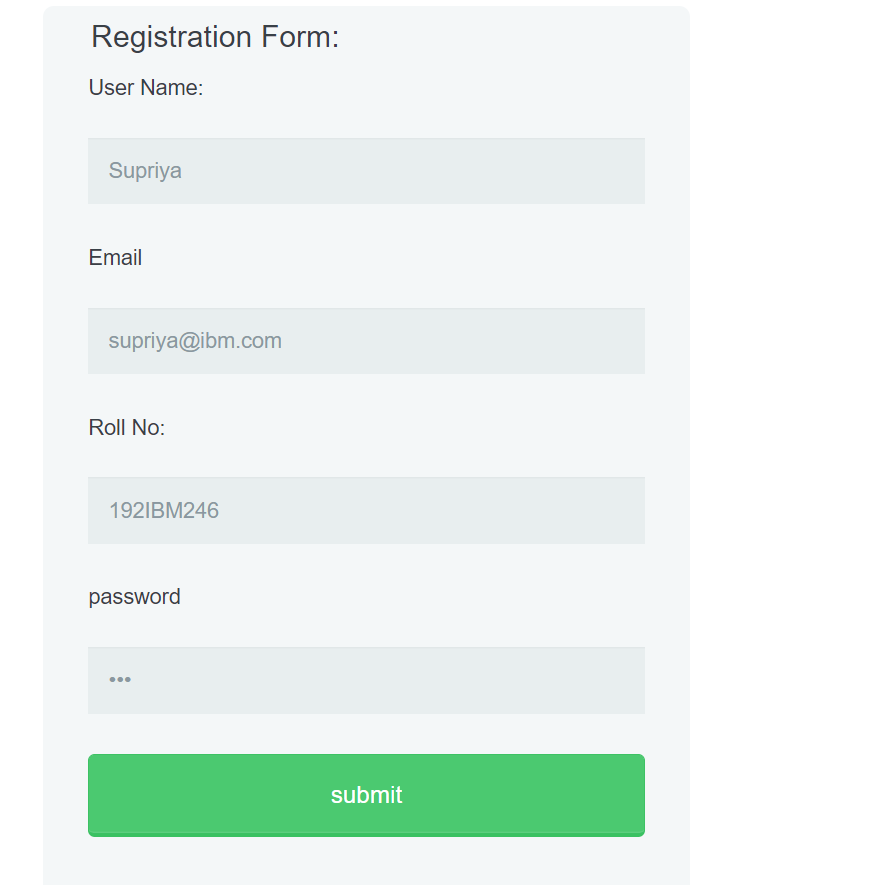 Registration Form:
User Name:
Supriya
Email
supriya@ibm.com
Roll No:
192IBM246
password
•••
submit